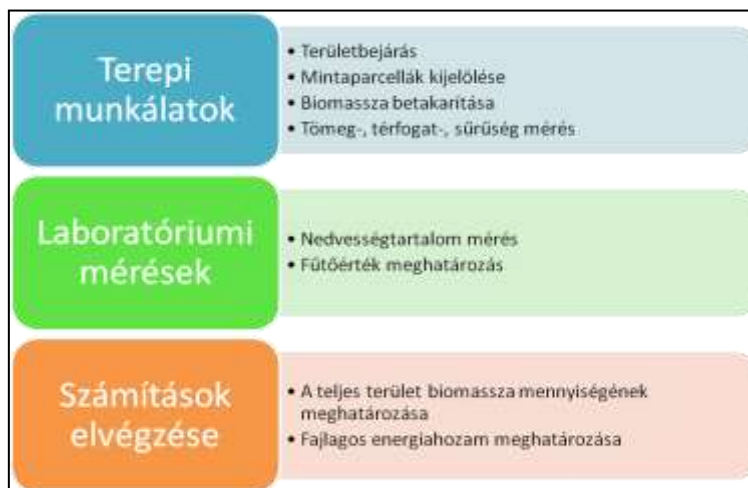 Terepi
munkálatok
• Területbejárás
• Mintaparcellák kijelölése
• Biomassza betakarítása
• Tömeg-, térfogat-, sűrűség mérés
Laboratóriumi
mérések
• Nedvességtartalom mérés
• Fűtőérték meghatározás
Számítások
elvégzése
• A teljes terület biomassza mennyiségének
meghatározása
• Fajlagos energiahozam meghatározása